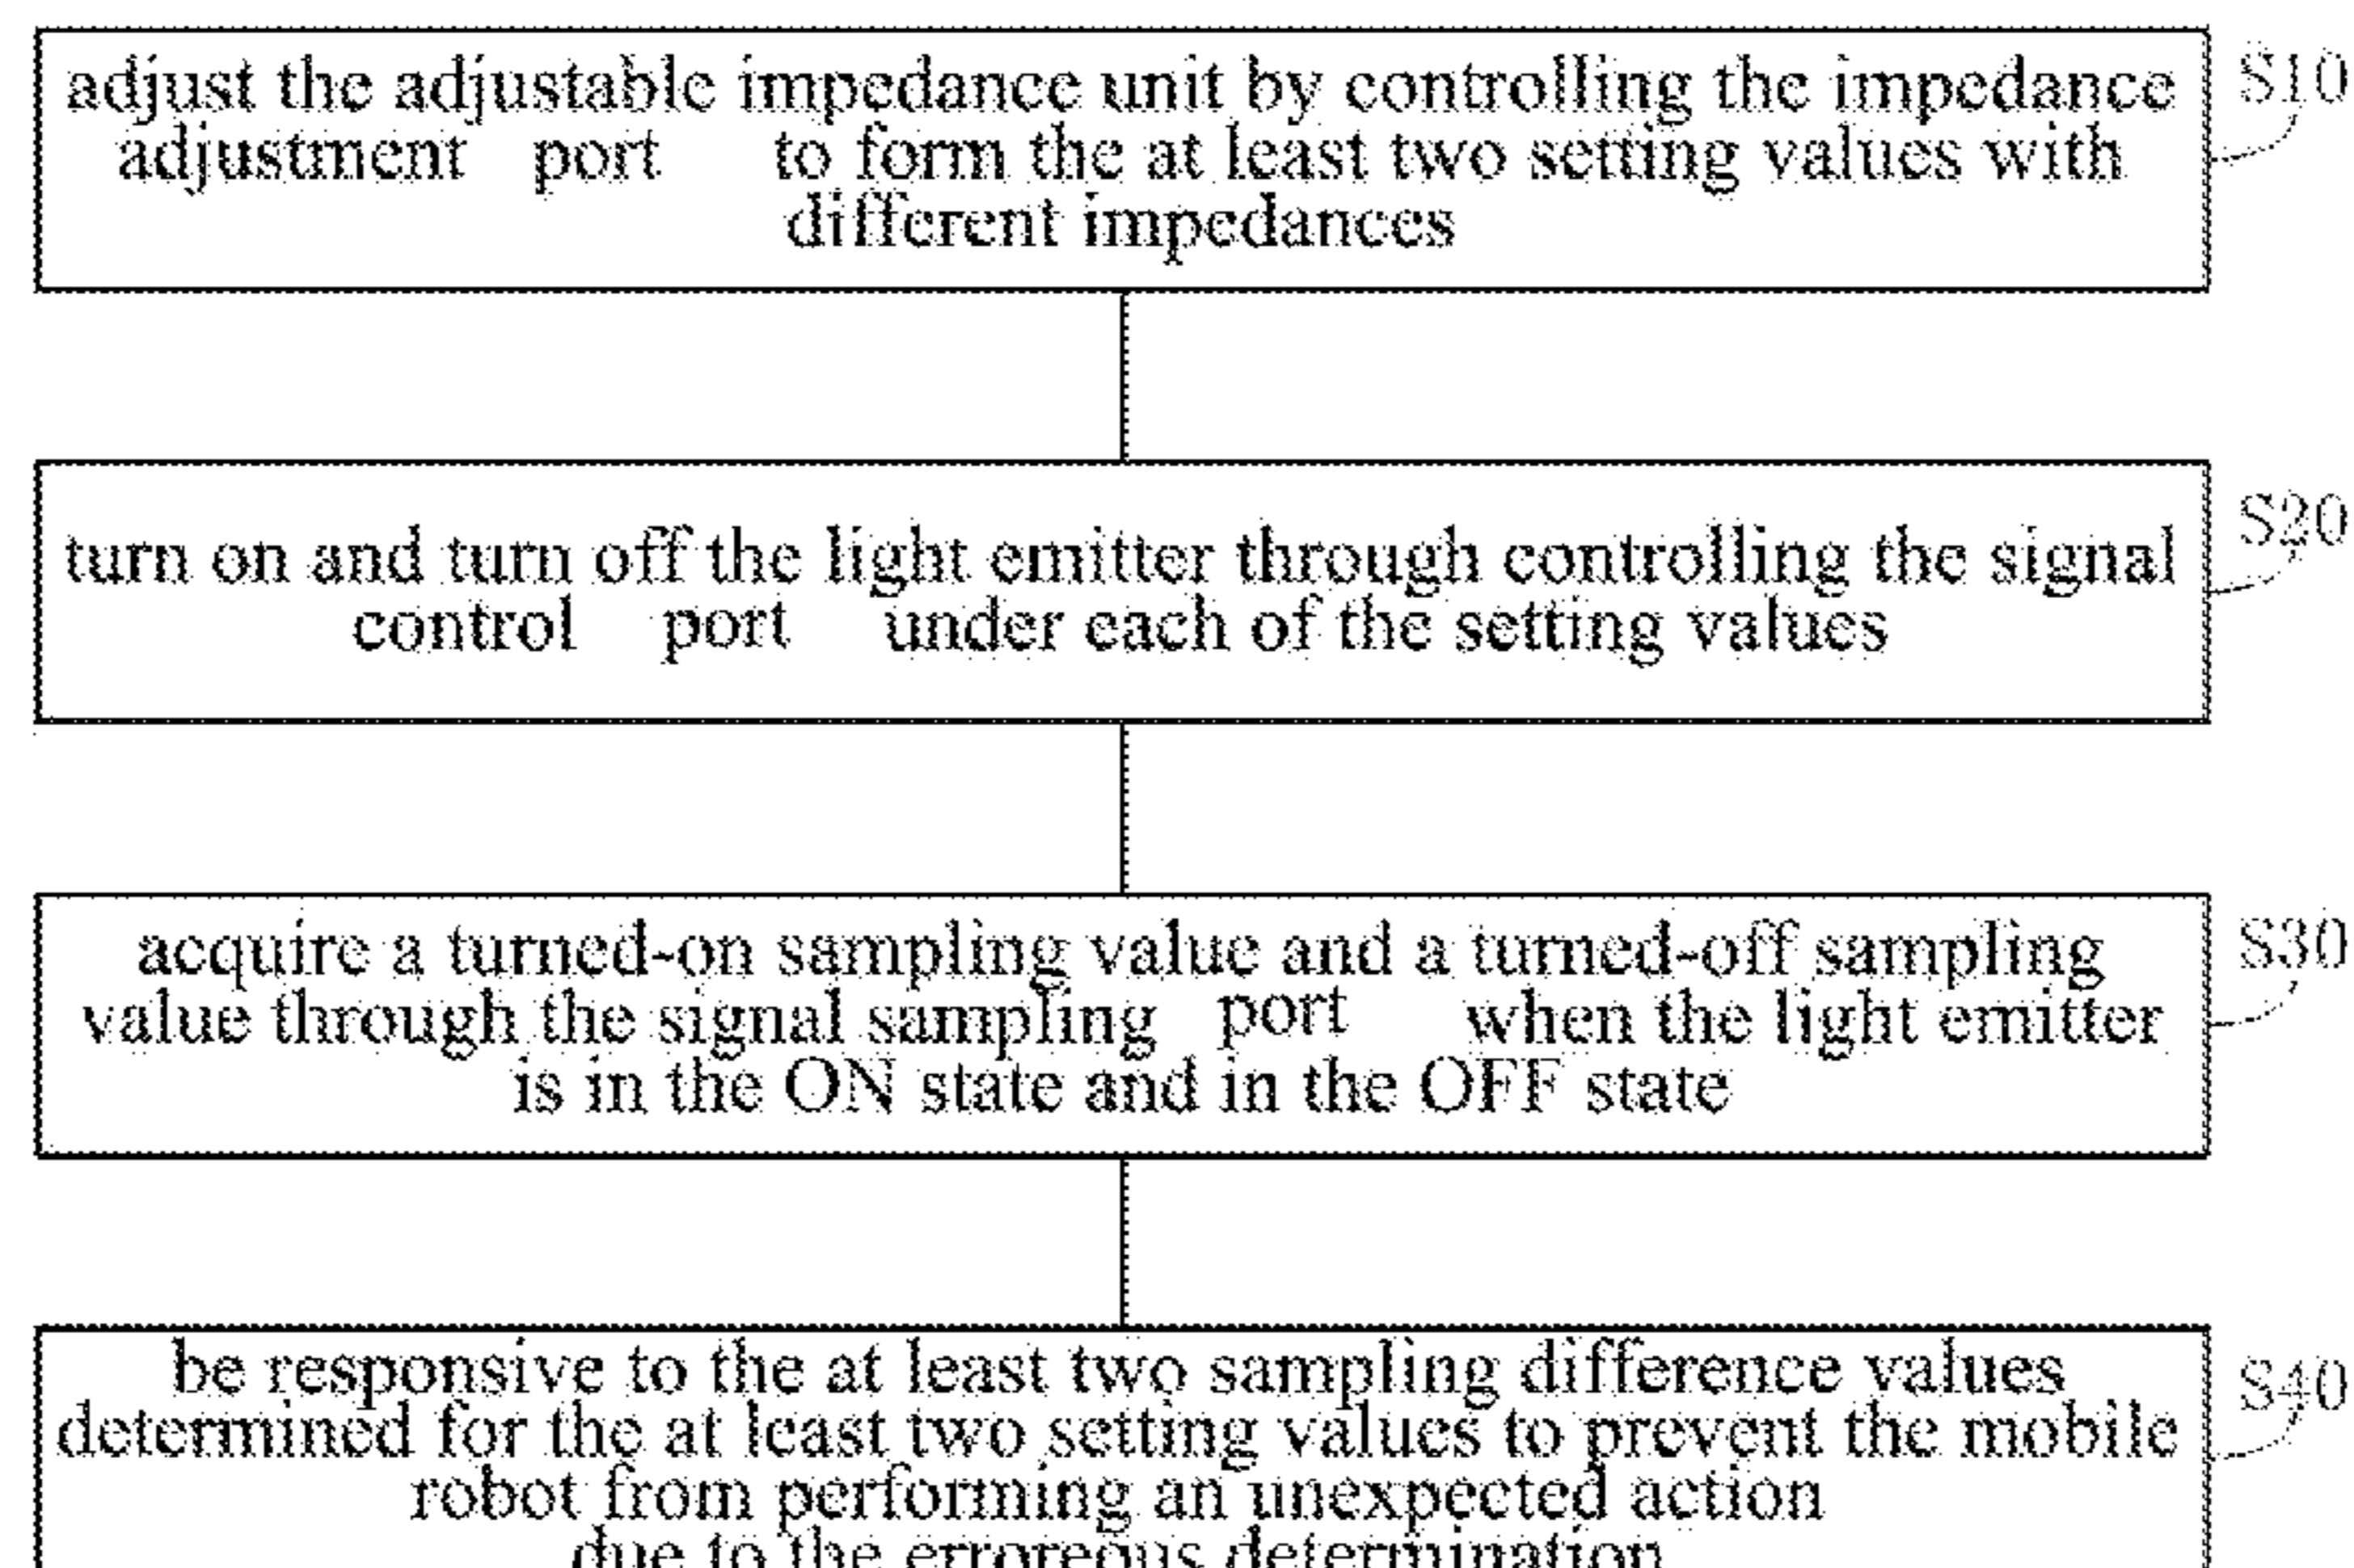 adjust the adjustable impedance unit by controlling the impedance
S10
adjustment port to form the at least two setting values with
different impedances
turn on and turn off the light emitter through controlling the signal
S20
control port under each of the setting values
acquire a turned-on sampling value and a turned-off sampling
S30
value through the signal sampling port when the light emitter
is in the ON state and in the OFF state
be responsive to the at least two sampling difference values
S40
determined for the at least two setting values to prevent the mobile
robot from performing an unexpected action
due to the erroreous determination